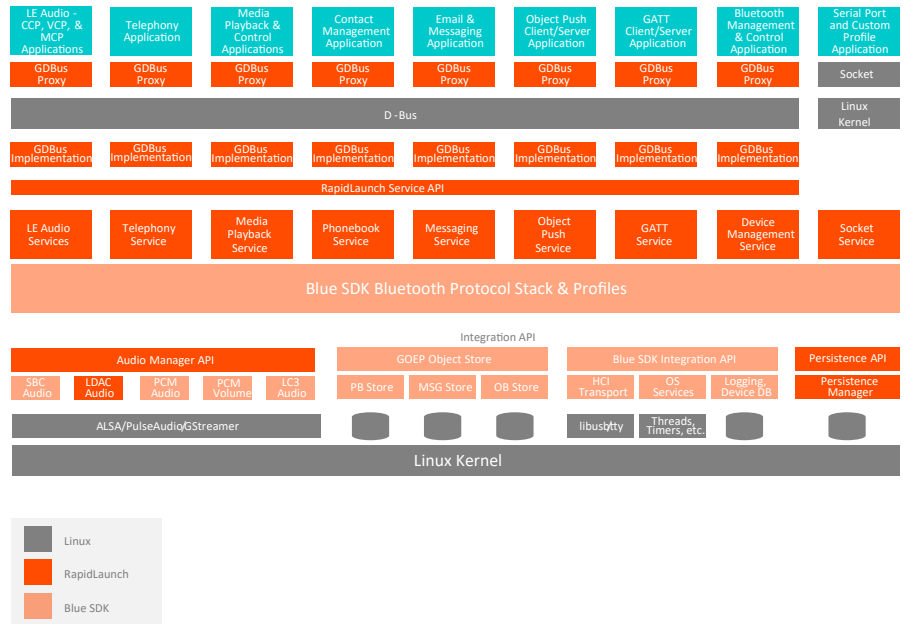 LE Audio -
CCP, VCP, &
MCP
Applications
Telephony
Application
Media
Playback &
Control
Applications
Contact
Management
Application
Email &
Messaging
Application
Object Push
Client/Server
Application
GATT
Client/Server
Application
Bluetooth
Management
& Control
Application
Serial Port
and Custom
Profile
Application
GDBus
Proxy
GDBus
Proxy
GDBus
Proxy
GDBus
Proxy
GDBus
Proxy
GDBus
Proxy
GDBus
Proxy
GDBus
Proxy
Socket
D -Bus
Linux
Kernel
GDBus
Implementation
GDBus
Implementation
GDBus
Implementation
GDBus
Implementation
GDBus
Implementation
GDBus
Implementation
GDBus
Implementation
GDBus
Implementation
RapidLaunch Service API
LE Audio
Services
Telephony
Service
Media
Playback
Service
Phonebook
Service
Messaging
Service
Object
Push
Service
GATT
Service
Device
Management
Service
Socket
Service
Blue SDK Bluetooth Protocol Stack & Profiles
Integration API
Audio Manager API
GOEP Object Store
Blue SDK Integration API
Persistence API
SBC
Audio
LDAC
Audio
PCM
Audio
PCM
Volume
LC3
Audio
PB Store
MSG Store
OB Store
HCI
Transport
OS
Services
Logging,
Device DB
Persistence
Manager
ALSA/PulseAudio/GStreamer
libusb/tty
Threads,
Timers, etc.
Linux Kernel
Linux
RapidLaunch
Blue SDK